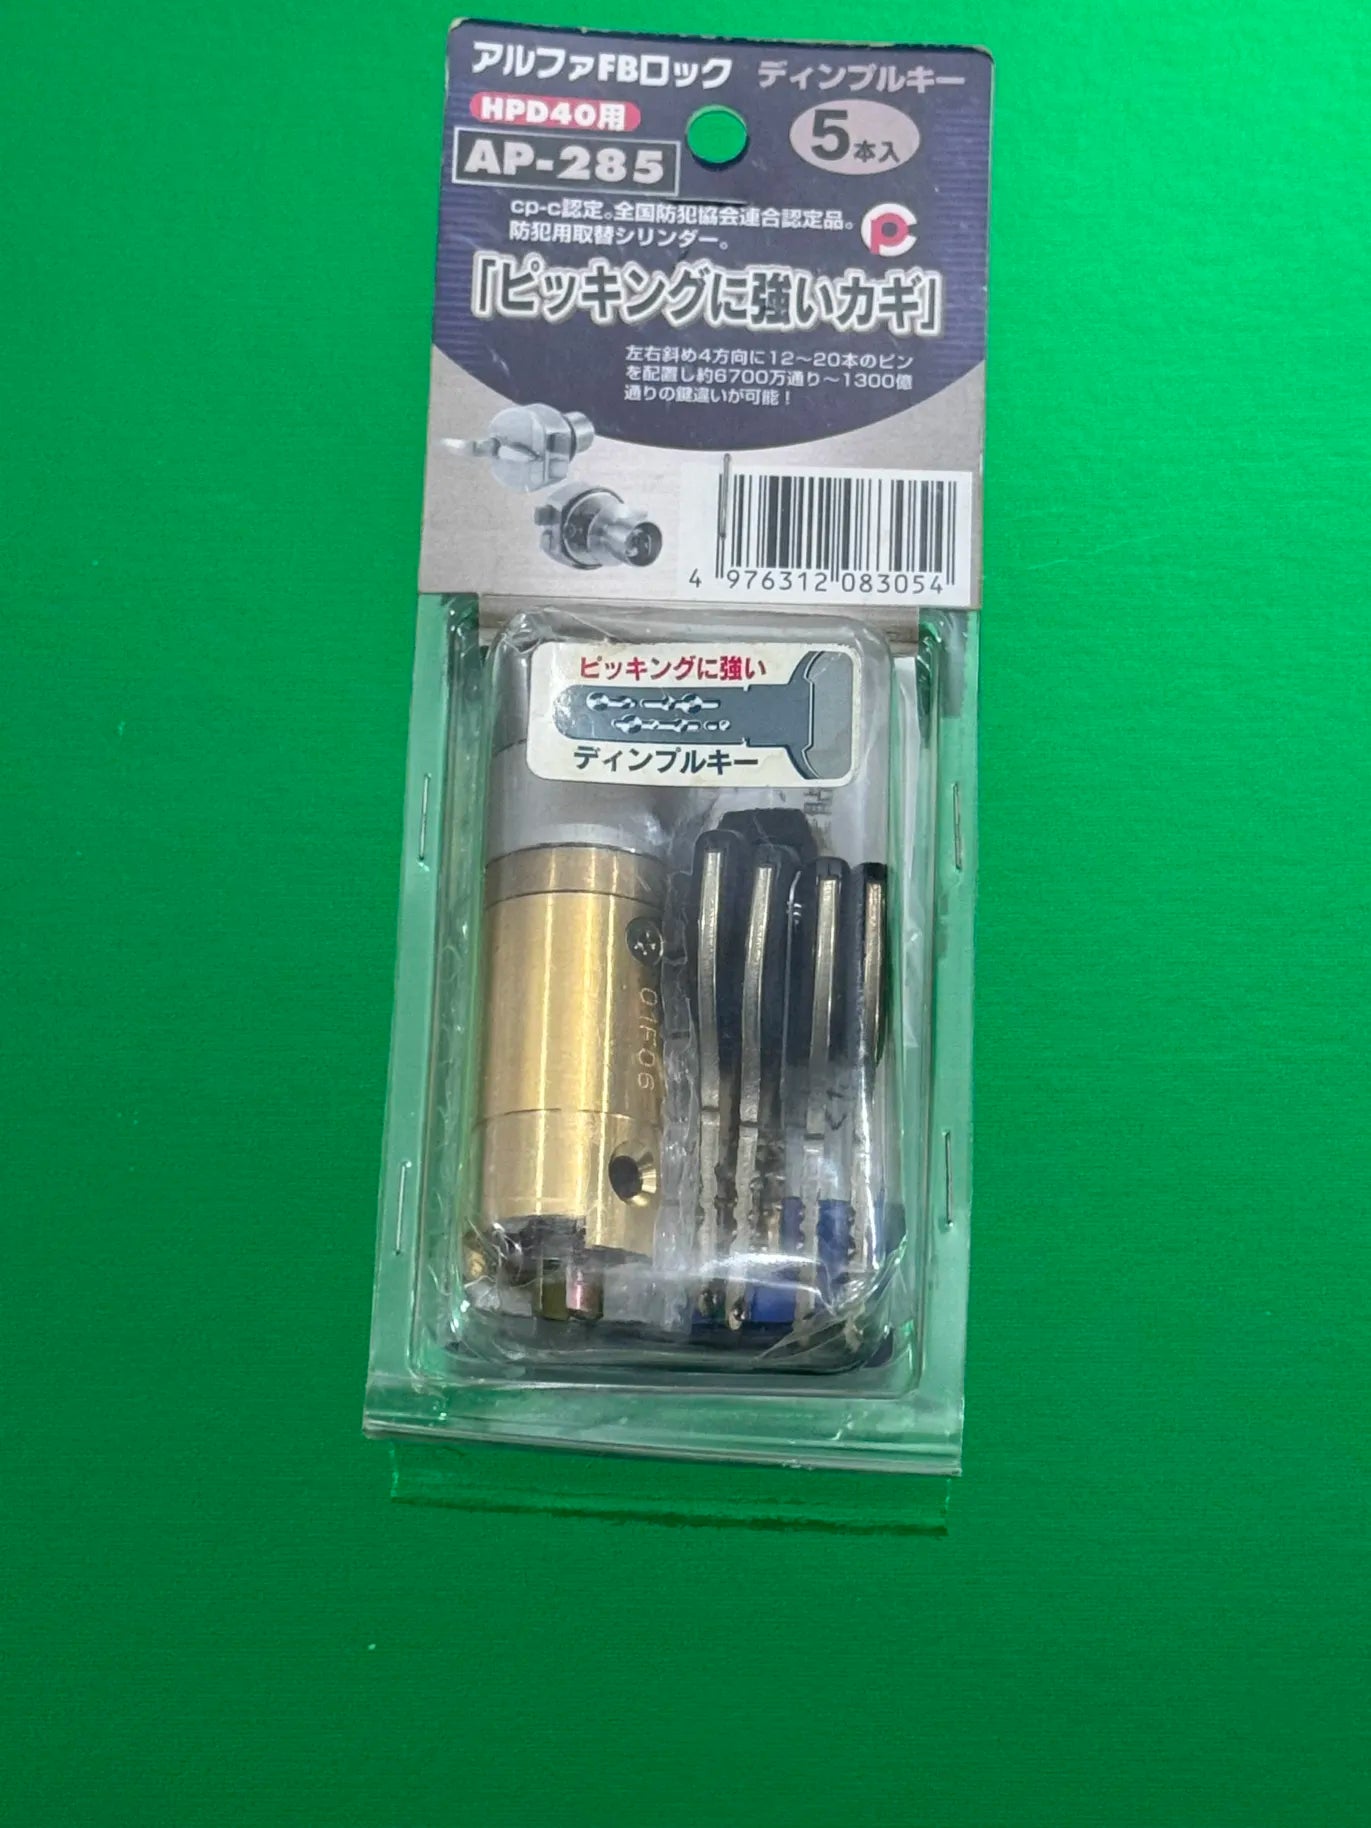 アルファFBロック ディンプルキー
HPD40用
5本入
AP-285
cp-c認定。全国防犯協会連合認定品。
防犯用取替シリンダー。
「ピッキングに強いカギ」
左右斜め4方向に12〜20本のピン
を配置し約6700万通り〜1300億
通りの鍵違いが可能！
4 976312 083054
ピッキングに強い
ディンプルキー
01F06